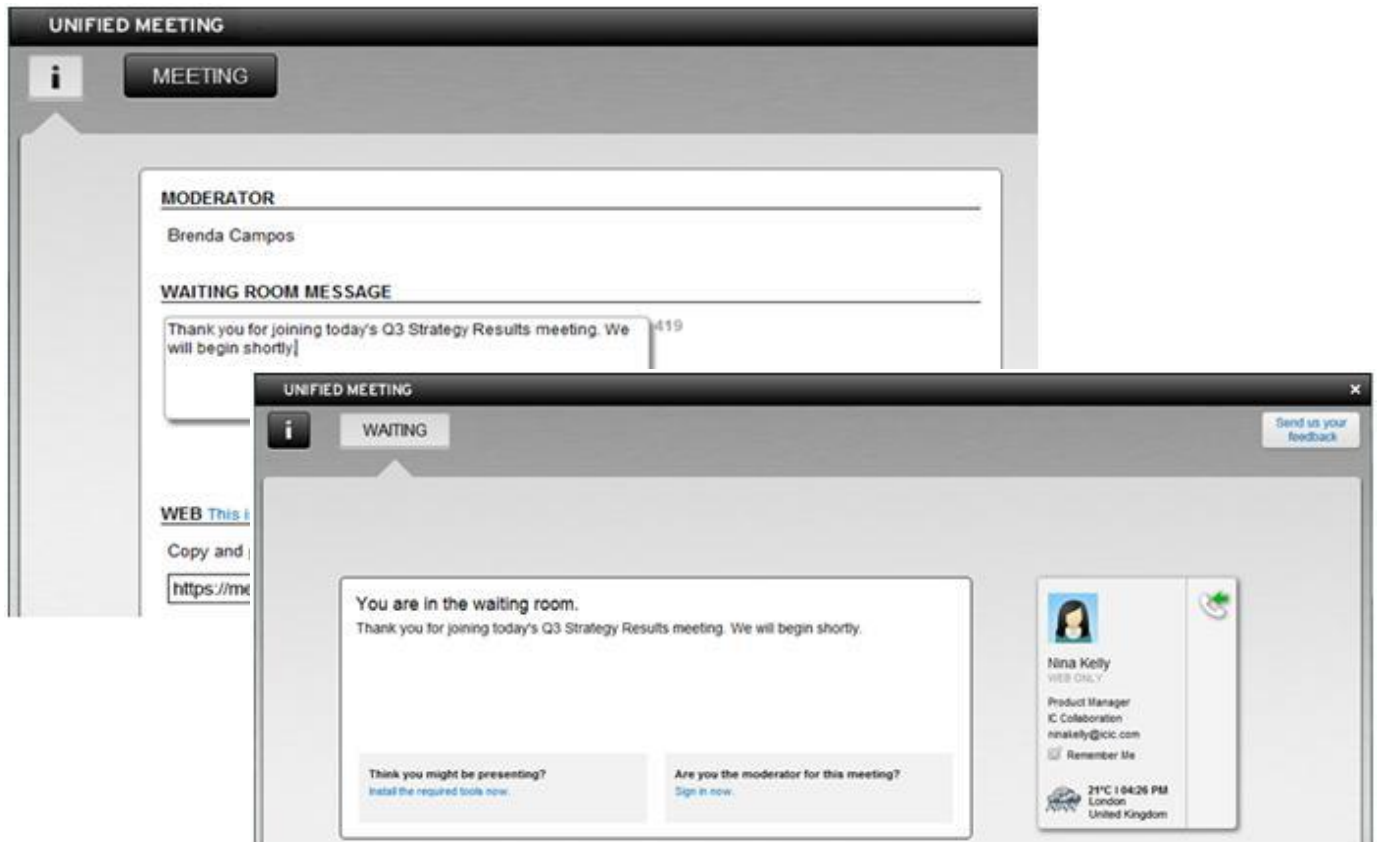 UNIFIED MEETING
i
MEETING
MODERATOR
Brenda Campos
WAITING ROOM MESSAGE
Thank you for joining today's Q3 Strategy Results meeting. We
will begin shortly.
419
WEB This i
Copy and
https://me
UNIFIED MEETING
i
WAITING
Send us your
feedback
You are in the waiting room.
Thank you for joining today's Q3 Strategy Results meeting. We will begin shortly.
Think you might be presenting?
Install the required tools now.
Are you the moderator for this meeting?
Sign in now.
Nina Kelly
WEB ONLY
Product Manager
IC Collaboration
ninakelly@icic.com
Remember Me
21°C | 04:26 PM
London
United Kingdom